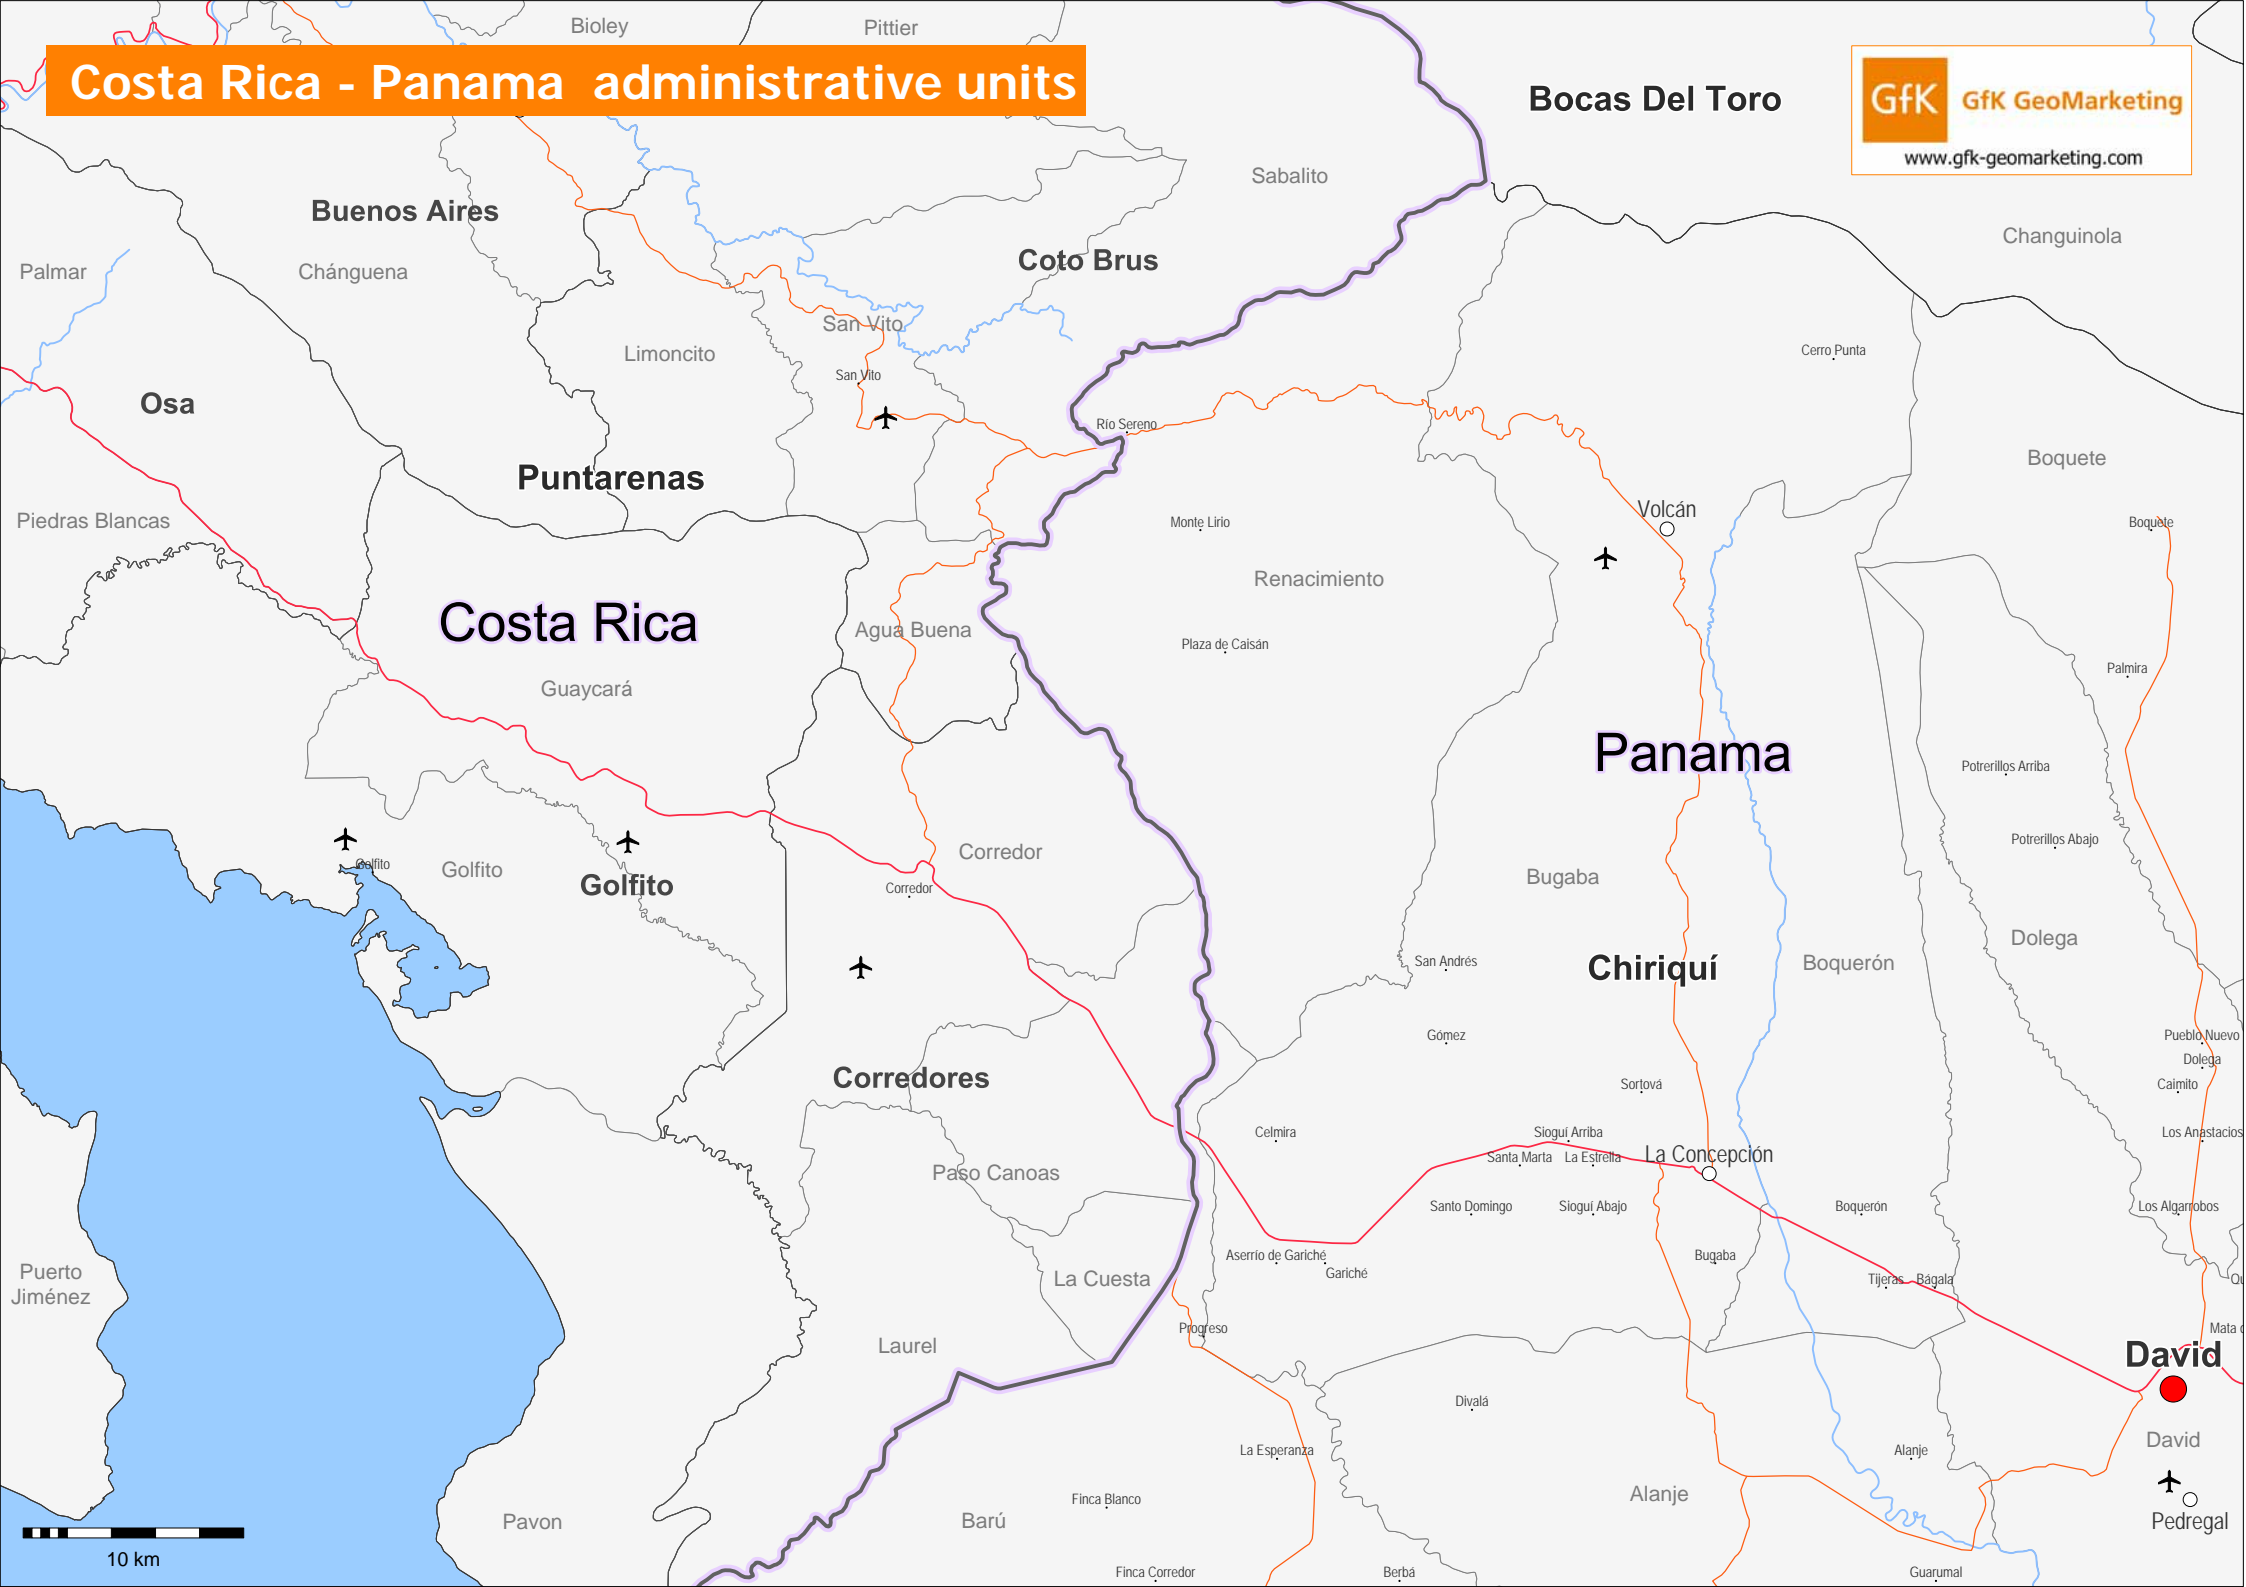 Bioley
Pittier
Costa Rica - Panama  administrative units
Bocas Del Toro
GfK
GfK GeoMarketing
www.gfk-geomarketing.com
Sabalito
Buenos Aires
Changuinola
Coto Brus
Palmar
Chánguena
San Vito
Limoncito
Cerro Punta
San Vito
Osa
Río Sereno
Boquete
Puntarenas
Volcán
Piedras Blancas
Monte Lirio
Boquete
Renacimiento
Costa Rica
Agua Buena
Plaza de Caisán
Palmira
Guaycará
Panama
Potrerillos Arriba
Potrerillos Abajo
Corredor
Golfito
Golfito
Golfito
Bugaba
Corredor
Dolega
San Andrés
Chiriquí
Boquerón
Gómez
Pueblo Nuevo
Dolega
Corredores
Sortová
Caimito
Celmira
Sioguí Arriba
Los Anastacios
Santa Marta
La Estrella
La Concepción
Paso Canoas
Santo Domingo
Sioguí Abajo
Boquerón
Los Algarrobos
Aserrío de Gariché
Bugaba
Puerto
Jiménez
Gariché
La Cuesta
Tijeras
Bágala
Qu
Progreso
Mata
Laurel
David
Divalá
David
La Esperanza
Alanje
Finca Blanco
Alanje
Pavon
Barú
Pedregal
10 km
Finca Corredor
Berbá
Guarumal